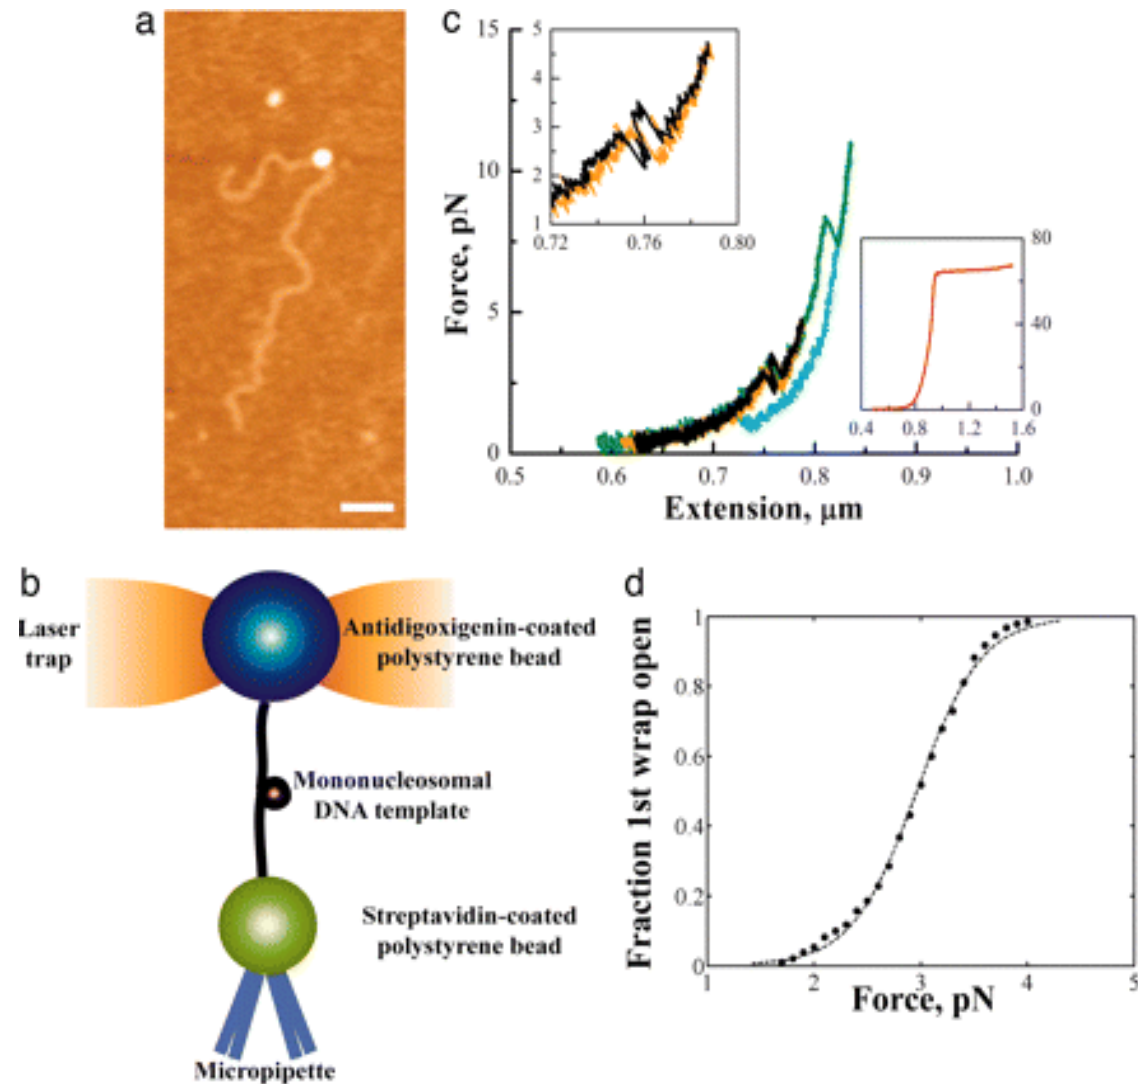 a
c
15
10
5
0
Force, pN
0.5
0.6
0.7
0.8
0.9
1.0
Extension, μm
5
4
3
2
1
0.72
0.76
0.80
80
40
0
0.4
0.8
1.2
1.6
b
Laser
trap
Antidigoxigenin-coated
polystyrene bead
Mononucleosomal
DNA template
Streptavidin-coated
polystyrene bead
Micropipette
d
1
0.8
0.6
0.4
0.2
0
Fraction 1st wrap open
1
2
3
4
5
Force, pN